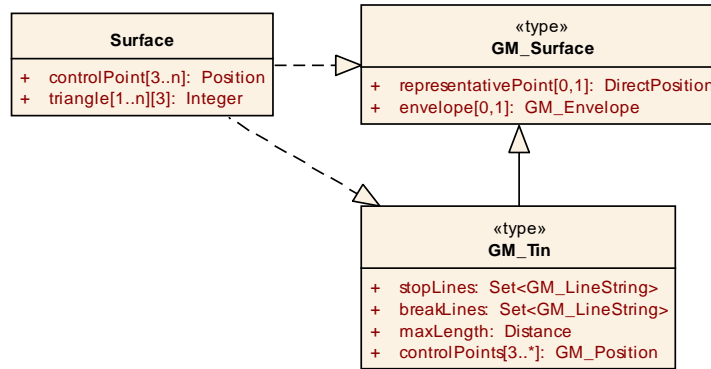 Surface
+ controlPoint[3..n]: Position
+ triangle[1..n][3]: Integer
«type»
GM_Surface
+ representativePoint[0,1]: DirectPosition
+ envelope[0,1]: GM_Envelope
«type»
GM_Tin
+ stopLines: Set<GM_LineString>
+ breakLines: Set<GM_LineString>
+ maxLength: Distance
+ controlPoints[3..*]: GM_Position